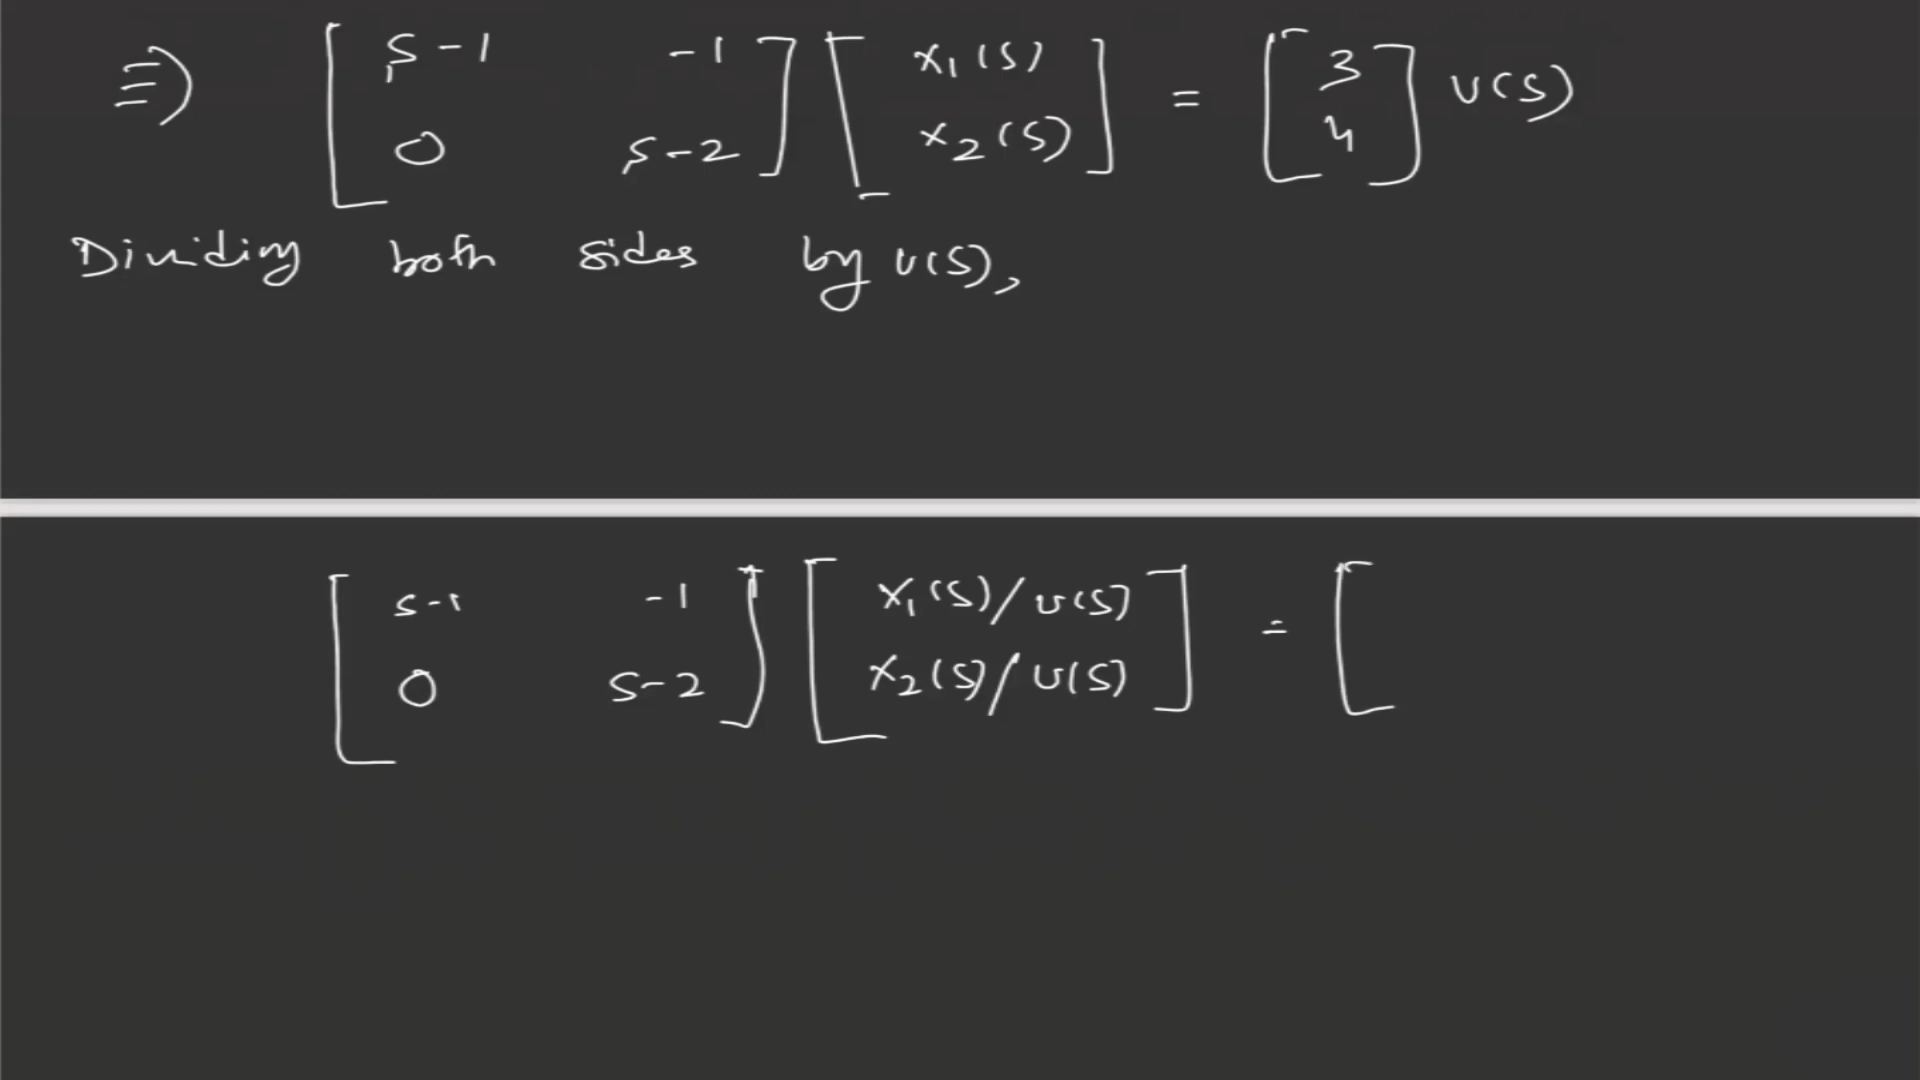 ⇒ [ s-1 -1 ] [ x₁(s) ] = [ 3 ] U(s)
[ 0 s-2 ] [ x₂(s) ] [ 4 ]
Dividing both sides by U(s),
[ s-1 -1 ] [ X₁(s)/U(s) ] = [
[ 0 s-2 ] [ X₂(s)/U(s) ]